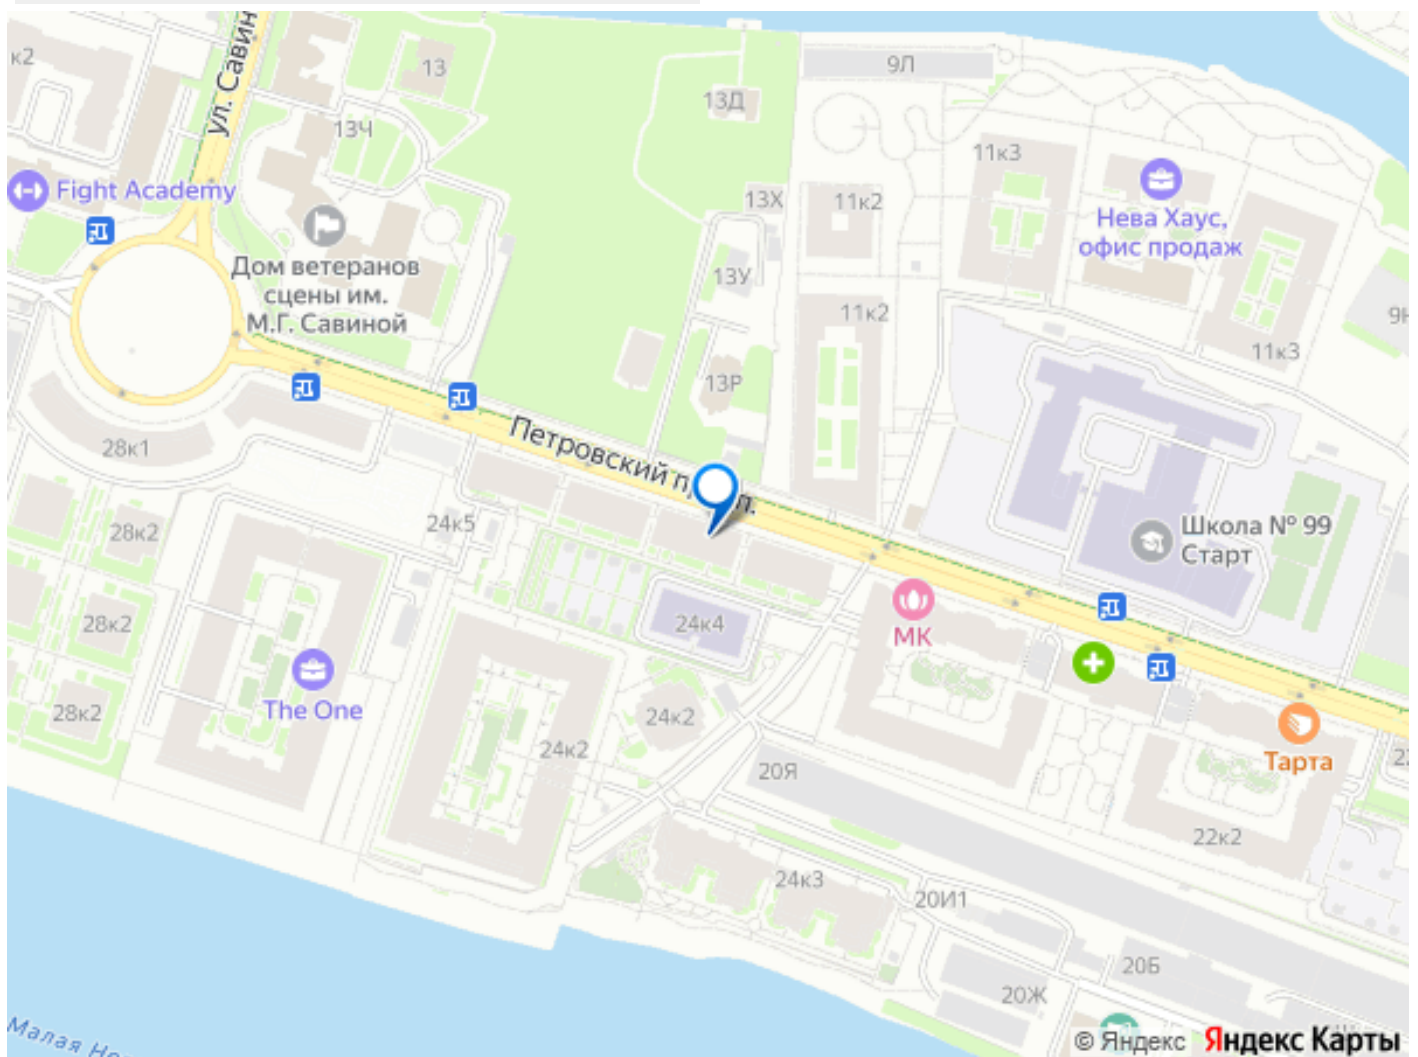 к2
ул. Савин
13
9Л
13Д
13Ч
11к3
Fight Academy
13Х
11к2
Нева Хаус,
офис продаж
Дом ветеранов
сцены им.
М.Г. Савиной
13У
11к2
9Н
11к3
13Р
28к1
Петровский
24к5
28к2
Школа № 99
Старт
28к2
24к4
МК
The One
28к2
24к2
24к2
20Я
Тарта
22к2
24к3
20И1
20Б
20Ж
Малая
© Яндекс Яндекс Карты